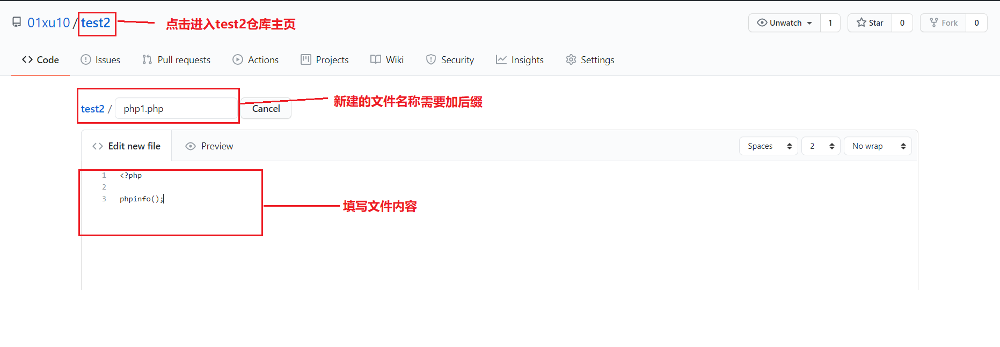 01xu10 / test2 点击进入test2仓库主页 Unwatch 1 Star 0 Fork 0
Code Issues Pull requests Actions Projects Wiki Security Insights Settings
test2 / php1.php Cancel 新建的文件名称需要加后缀
Edit new file Preview Spaces 2 No wrap
1 <?php
2
3 phpinfo();
填写文件内容